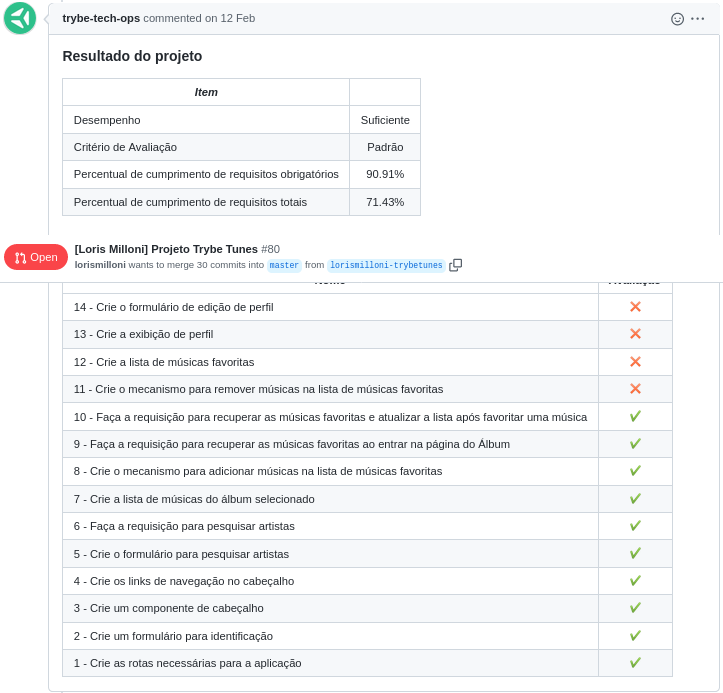 trybe-tech-ops commented on 12 Feb
Resultado do projeto
Item
Desempenho Suficiente
Critério de Avaliação Padrão
Percentual de cumprimento de requisitos obrigatórios 90.91%
Percentual de cumprimento de requisitos totais 71.43%
Open [Loris Milloni] Projeto Trybe Tunes #80
lorismilloni wants to merge 30 commits into master from lorismilloni-trybetunes
14 - Crie o formulário de edição de perfil ❌
13 - Crie a exibição de perfil ❌
12 - Crie a lista de músicas favoritas ❌
11 - Crie o mecanismo para remover músicas na lista de músicas favoritas ❌
10 - Faça a requisição para recuperar as músicas favoritas e atualizar a lista após favoritar uma música ✔
9 - Faça a requisição para recuperar as músicas favoritas ao entrar na página do Álbum ✔
8 - Crie o mecanismo para adicionar músicas na lista de músicas favoritas ✔
7 - Crie a lista de músicas do álbum selecionado ✔
6 - Faça a requisição para pesquisar artistas ✔
5 - Crie o formulário para pesquisar artistas ✔
4 - Crie os links de navegação no cabeçalho ✔
3 - Crie um componente de cabeçalho ✔
2 - Crie um formulário para identificação ✔
1 - Crie as rotas necessárias para a aplicação ✔